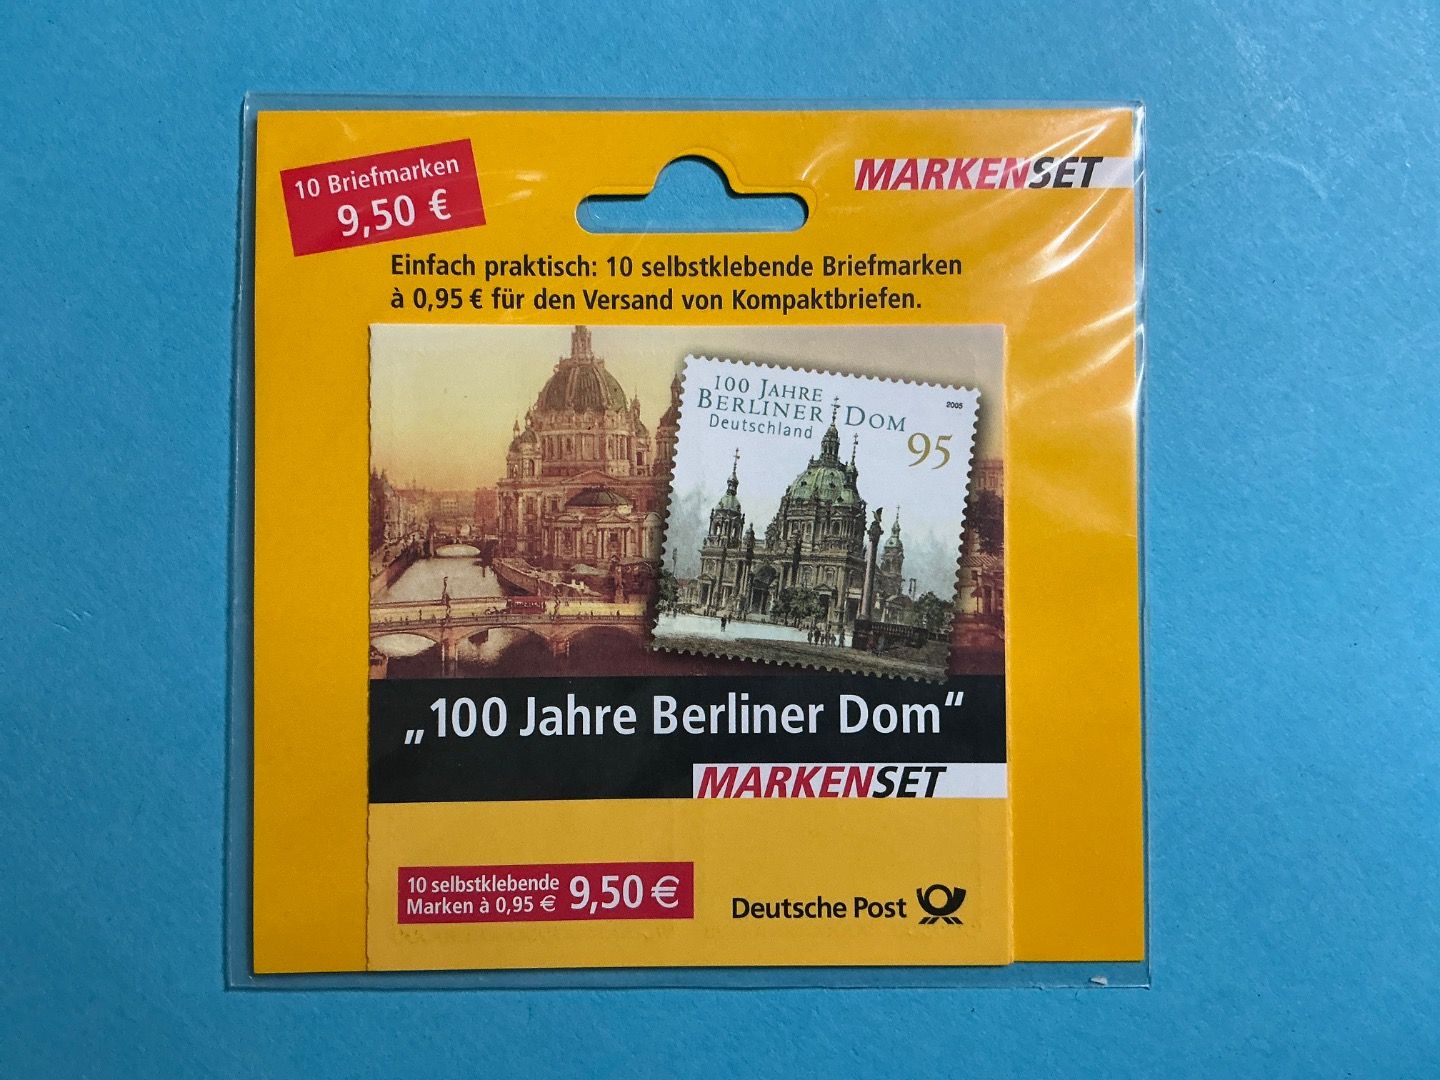 10 Briefmarken
9,50 €
MARKENSET
Einfach praktisch: 10 selbstklebende Briefmarken
à 0,95 € für den Versand von Kompaktbriefen.
100 JAHRE
BERLINER DOM
Deutschland
2005
95
„100 Jahre Berliner Dom“
MARKENSET
10 selbstklebende
Marken à 0,95 €
9,50 €
Deutsche Post